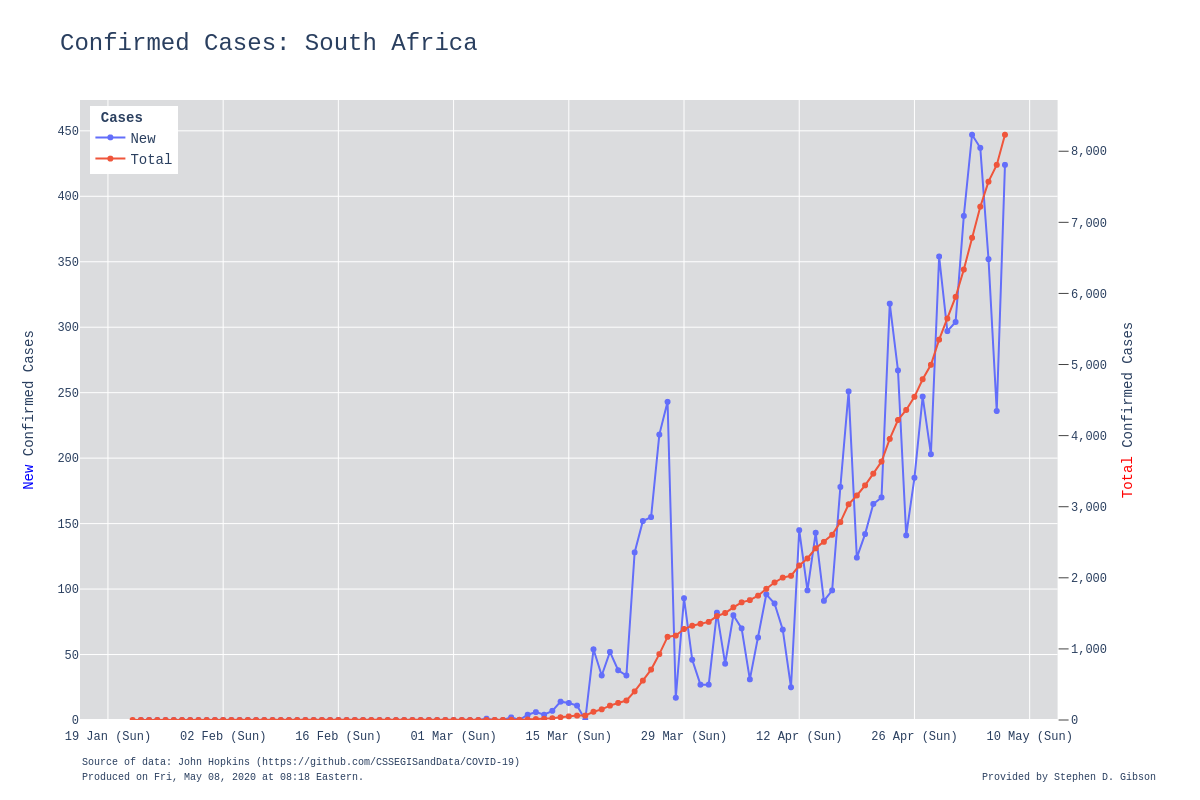 Confirmed Cases: South Africa
Cases
New
Total
450
400
350
300
250
200
150
100
50
0
8,000
7,000
6,000
5,000
4,000
3,000
2,000
1,000
0
New Confirmed Cases
Total Confirmed Cases
19 Jan (Sun) 02 Feb (Sun) 16 Feb (Sun) 01 Mar (Sun) 15 Mar (Sun) 29 Mar (Sun) 12 Apr (Sun) 26 Apr (Sun) 10 May (Sun)
Source of data: John Hopkins (https://github.com/CSSEGISandData/COVID-19)
Produced on Fri, May 08, 2020 at 08:18 Eastern.
Provided by Stephen D. Gibson